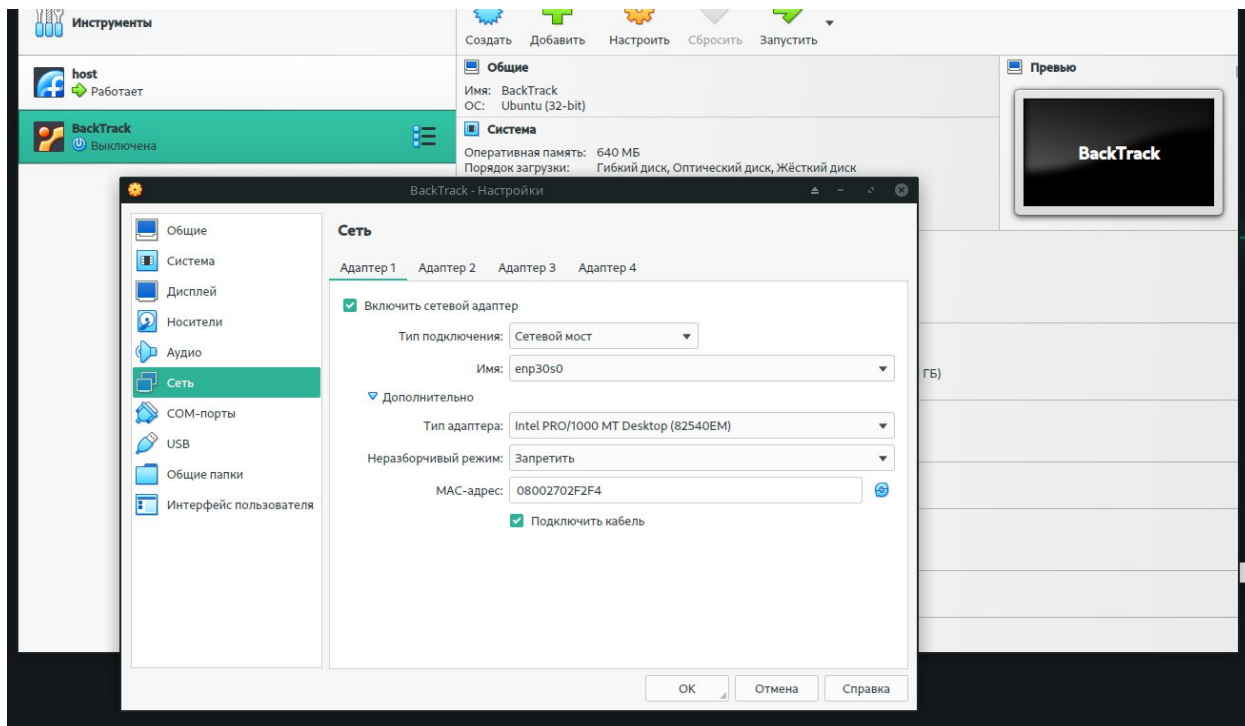 Инструменты
Создать Добавить Настроить Сбросить Запустить
host
Работает
BackTrack
Выключена
Общие
Имя: BackTrack
ОС: Ubuntu (32-bit)
Система
Оперативная память: 640 МБ
Порядок загрузки: Гибкий диск, Оптический диск, Жёсткий диск
Превью
BackTrack
BackTrack - Настройки
Общие
Система
Дисплей
Носители
Аудио
Сеть
COM-порты
USB
Общие папки
Интерфейс пользователя
Сеть
Адаптер 1 Адаптер 2 Адаптер 3 Адаптер 4
Включить сетевой адаптер
Тип подключения: Сетевой мост
Имя: enp30s0
Дополнительно
Тип адаптера: Intel PRO/1000 MT Desktop (82540EM)
Неразборчивый режим: Запретить
MAC-адрес: 08002702F2F4
Подключить кабель
ГБ)
OK Отмена Справка